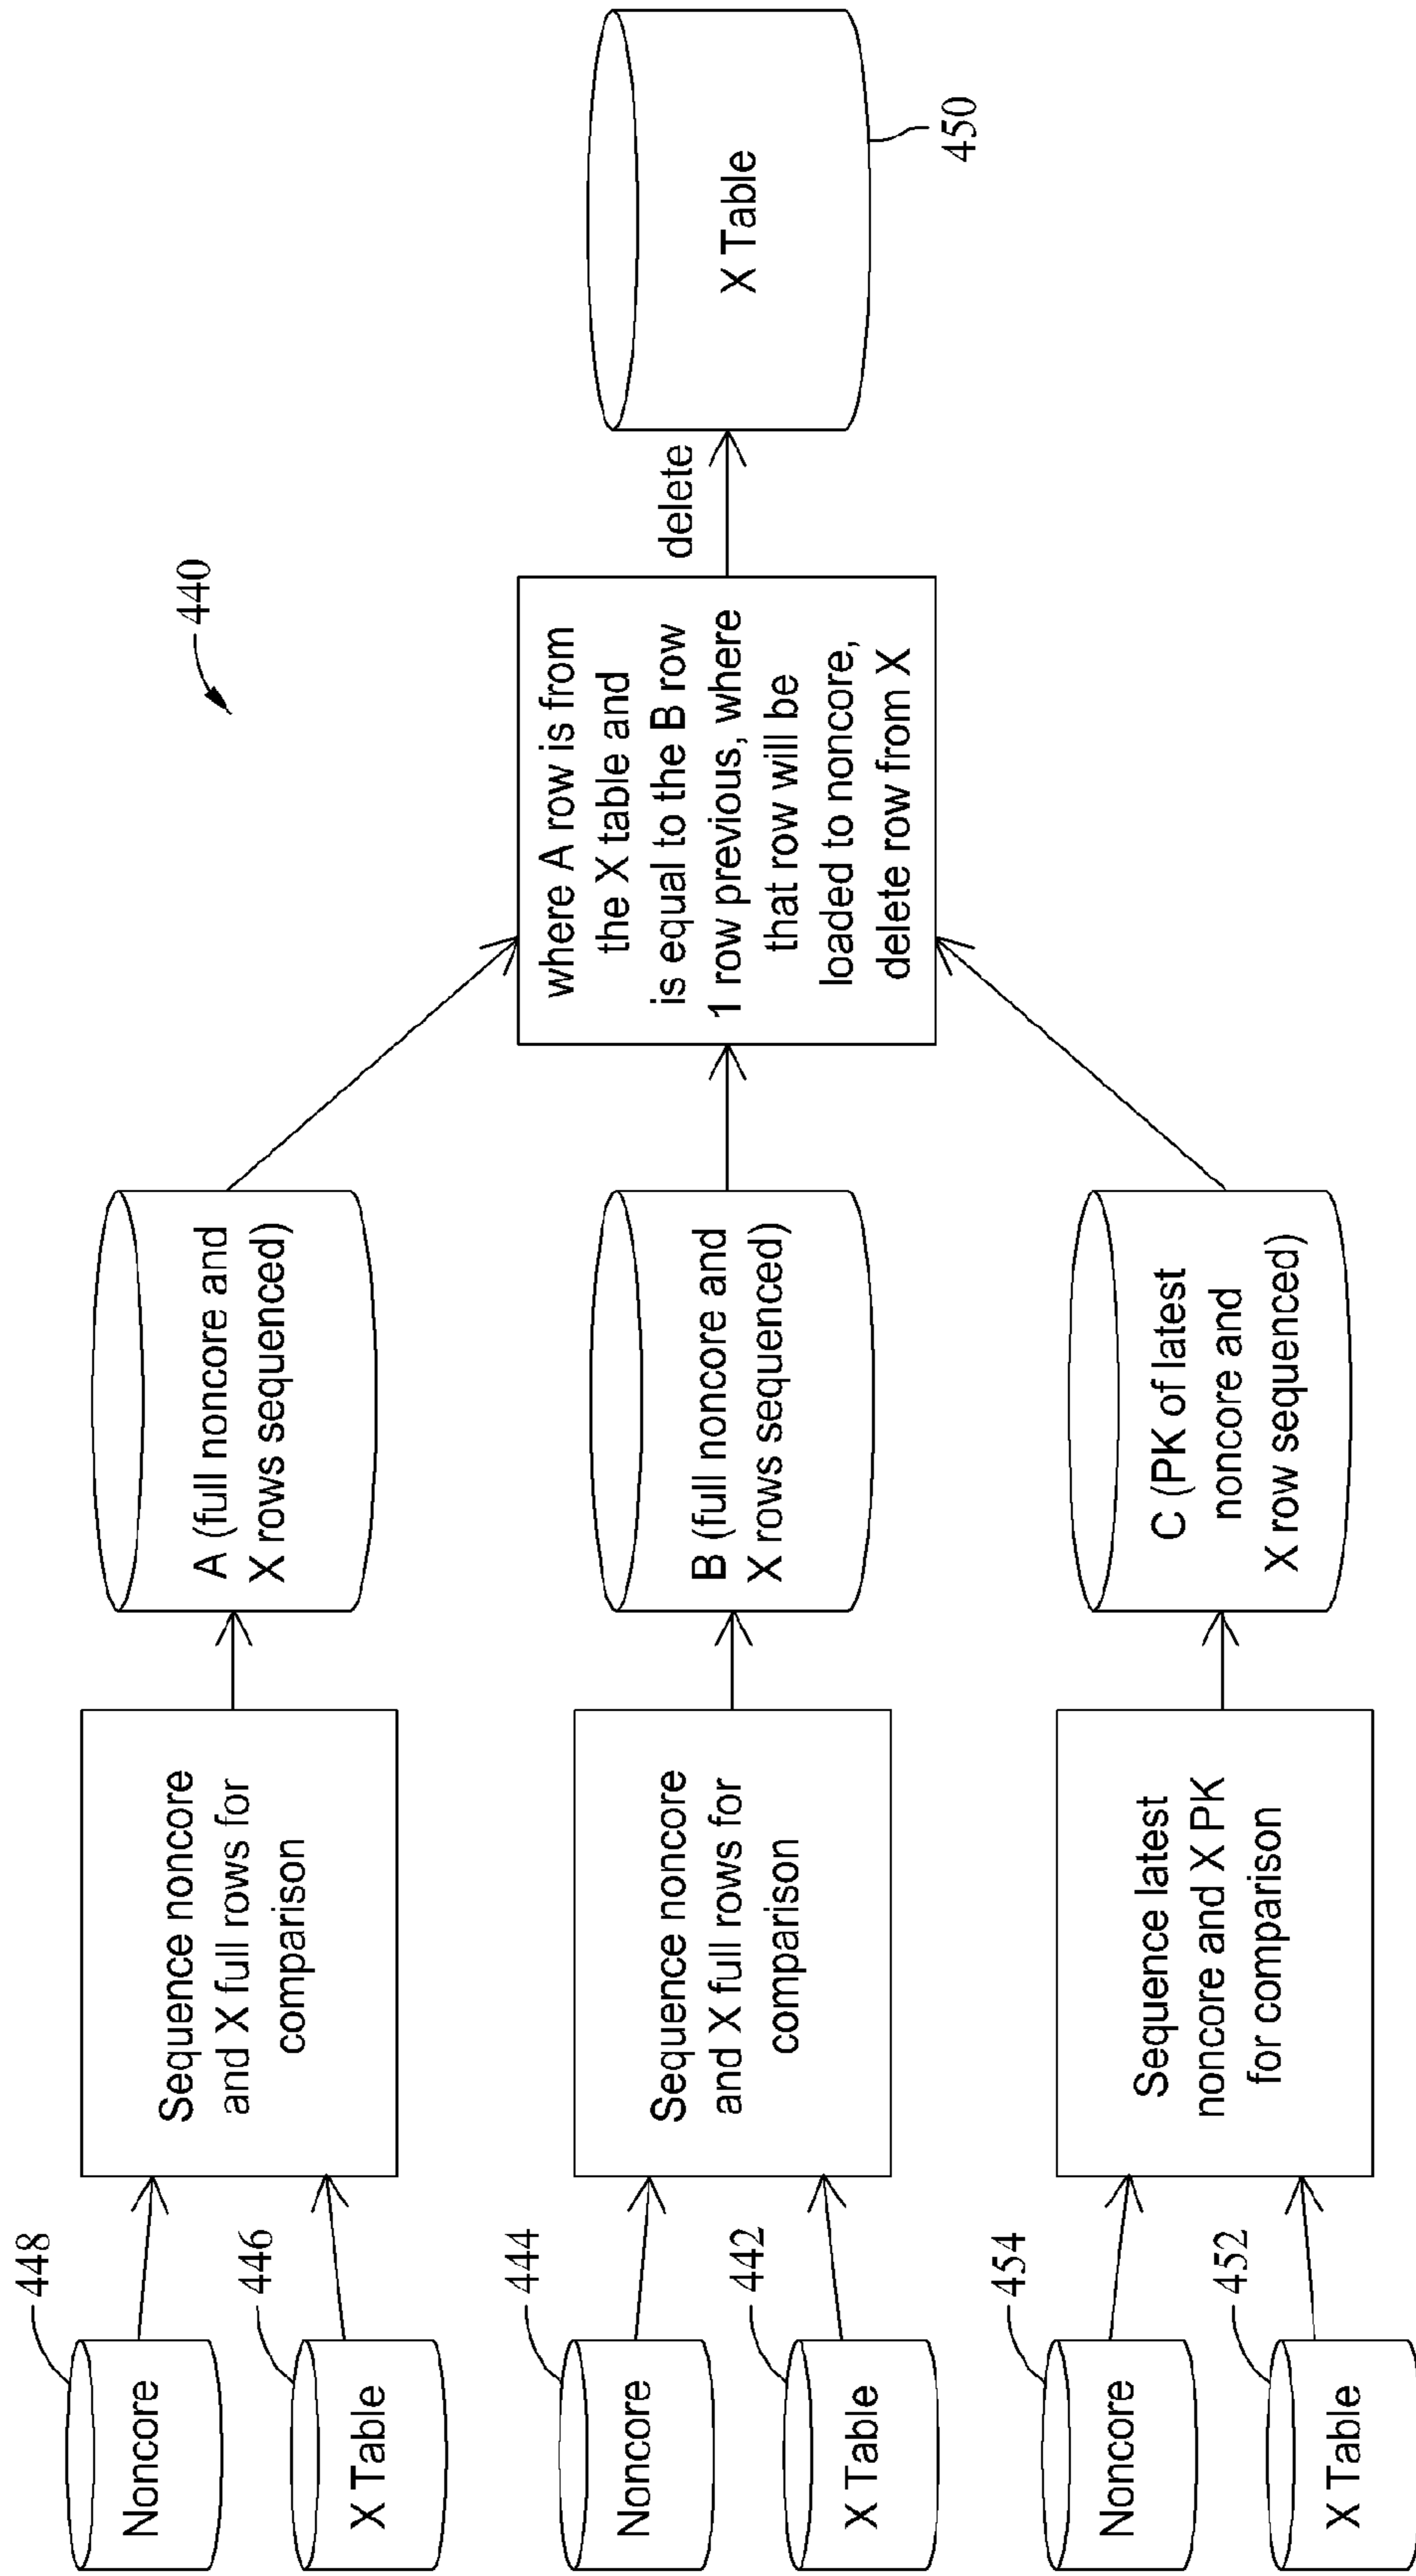 440
448
Noncore
446
X Table
Sequence noncore
and X full rows for
comparison
A (full noncore and
X rows sequenced)
444
Noncore
442
X Table
Sequence noncore
and X full rows for
comparison
B (full noncore and
X rows sequenced)
454
Noncore
452
X Table
Sequence latest
noncore and X PK
for comparison
C (PK of latest
noncore and
X row sequenced)
where A row is from
the X table and
is equal to the B row
1 row previous, where
that row will be
loaded to noncore,
delete row from X
delete
X Table
450